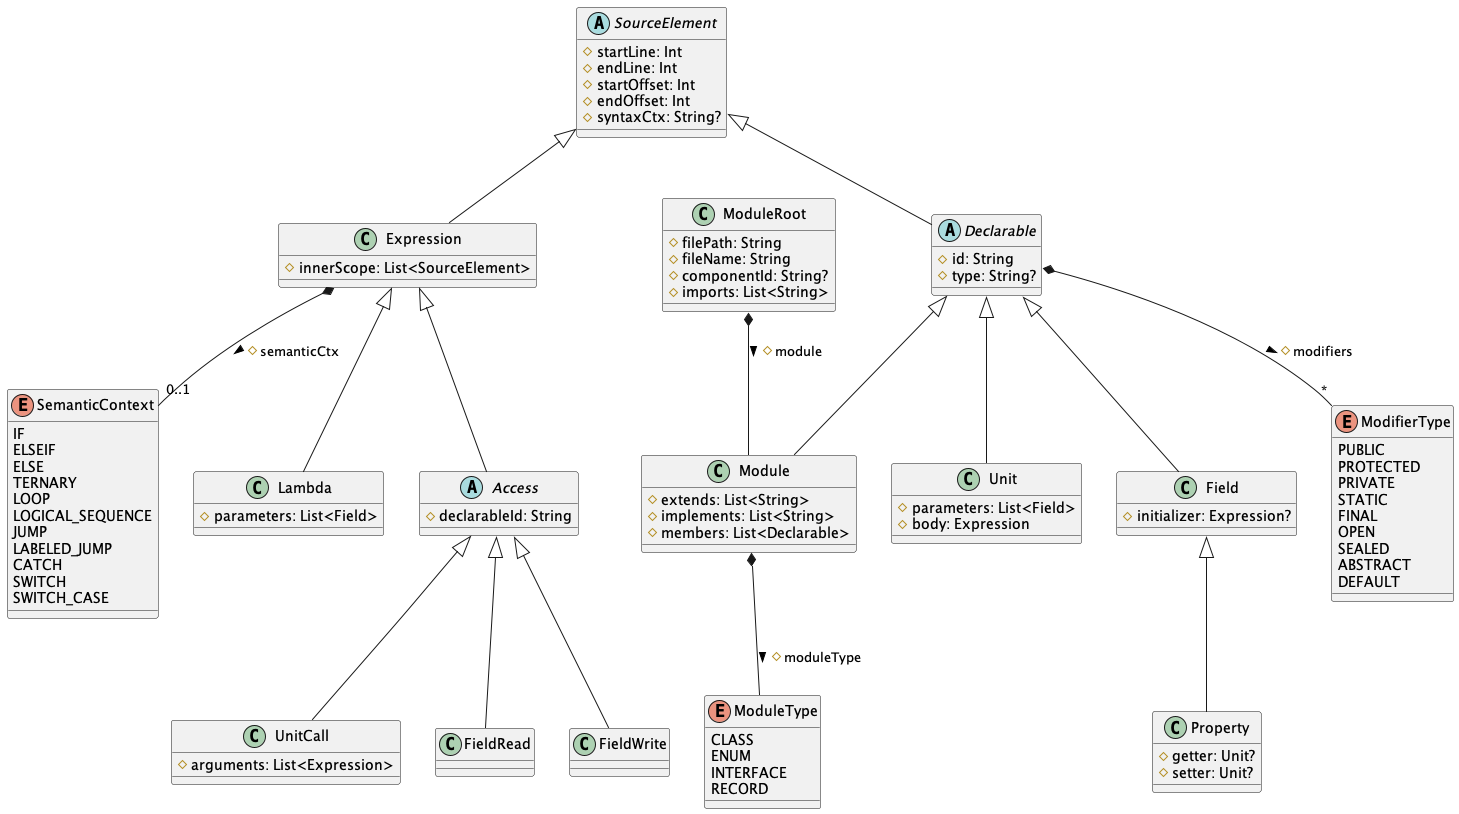 A SourceElement
startLine: Int
endLine: Int
startOffset: Int
endOffset: Int
syntaxCtx: String?
C Expression
innerScope: List<SourceElement>
C ModuleRoot
filePath: String
fileName: String
componentId: String?
imports: List<String>
A Declarable
id: String
type: String?
semanticCtx
module
modifiers
0..1
*
E SemanticContext
IF
ELSEIF
ELSE
TERNARY
LOOP
LOGICAL_SEQUENCE
JUMP
LABELED_JUMP
CATCH
SWITCH
SWITCH_CASE
C Lambda
parameters: List<Field>
A Access
declarableId: String
C Module
extends: List<String>
implements: List<String>
members: List<Declarable>
C Unit
parameters: List<Field>
body: Expression
C Field
initializer: Expression?
E ModifierType
PUBLIC
PROTECTED
PRIVATE
STATIC
FINAL
OPEN
SEALED
ABSTRACT
DEFAULT
moduleType
C UnitCall
arguments: List<Expression>
C FieldRead
C FieldWrite
E ModuleType
CLASS
ENUM
INTERFACE
RECORD
C Property
getter: Unit?
setter: Unit?